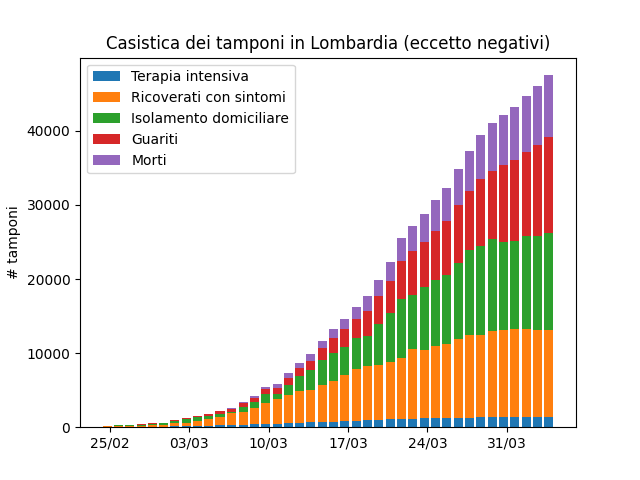 Casistica dei tamponi in Lombardia (eccetto negativi)
Terapia intensiva
Ricoverati con sintomi
Isolamento domiciliare
Guariti
Morti
# tamponi
40000
30000
20000
10000
0
25/02 03/03 10/03 17/03 24/03 31/03